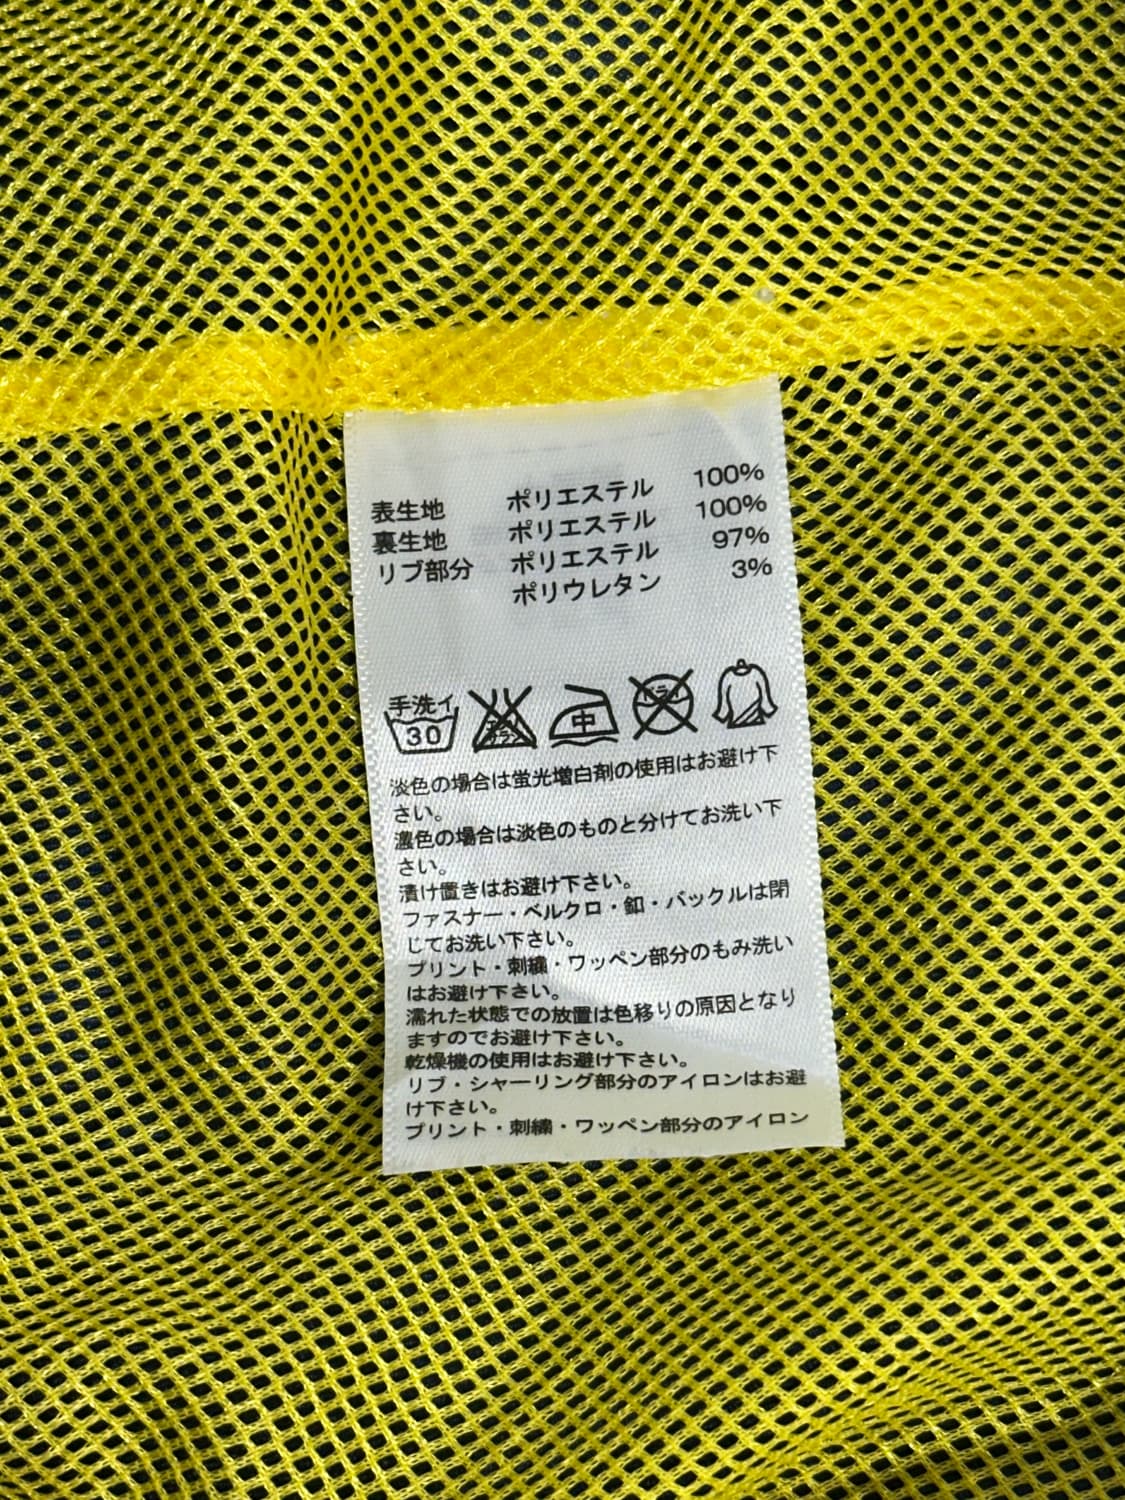 表生地 ポリエステル 100%
裏生地 ポリエステル 100%
リブ部分 ポリエステル 97%
ポリウレタン 3%
手洗イ
30
中
ドライ
淡色の場合は蛍光増白剤の使用はお避け下
さい。
濃色の場合は淡色のものと分けてお洗い下
さい。
漬け置きはお避け下さい。
ファスナー・ベルクロ・釦・バックルは閉
じてお洗い下さい。
プリント・刺繍・ワッペン部分のもみ洗い
はお避け下さい。
濡れた状態での放置は色移りの原因となり
ますのでお避け下さい。
乾燥機の使用はお避け下さい。
リブ・シャーリング部分のアイロンはお避
け下さい。
プリント・刺繍・ワッペン部分のアイロン